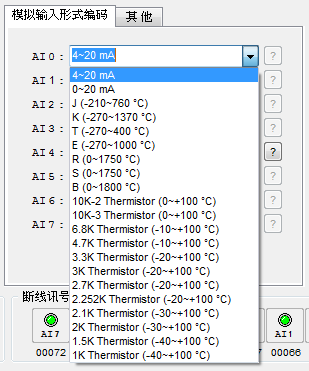 模拟输入形式编码
其他
AI0： 4~20 mA
AI1： 4~20 mA
0~20 mA
AI2： J (-210~760 °C)
K (-270~1370 °C)
AI3： T (-270~400 °C)
E (-270~1000 °C)
AI4： R (0~1750 °C) ?
S (0~1750 °C)
AI5： B (0~1800 °C)
AI6： 10K-2 Thermistor (0~+100 °C)
10K-3 Thermistor (0~+100 °C)
AI7： 6.8K Thermistor (-10~+100 °C)
4.7K Thermistor (-10~+100 °C)
3.3K Thermistor (-20~+100 °C)
3K Thermistor (-20~+100 °C)
2.7K Thermistor (-20~+100 °C)
断线讯号
2.252K Thermistor (-20~+100 °C)
2.1K Thermistor (-30~+100 °C)
2K Thermistor (-30~+100 °C)
AI7 AI1
1.5K Thermistor (-40~+100 °C)
00072 00066
1K Thermistor (-40~+100 °C)